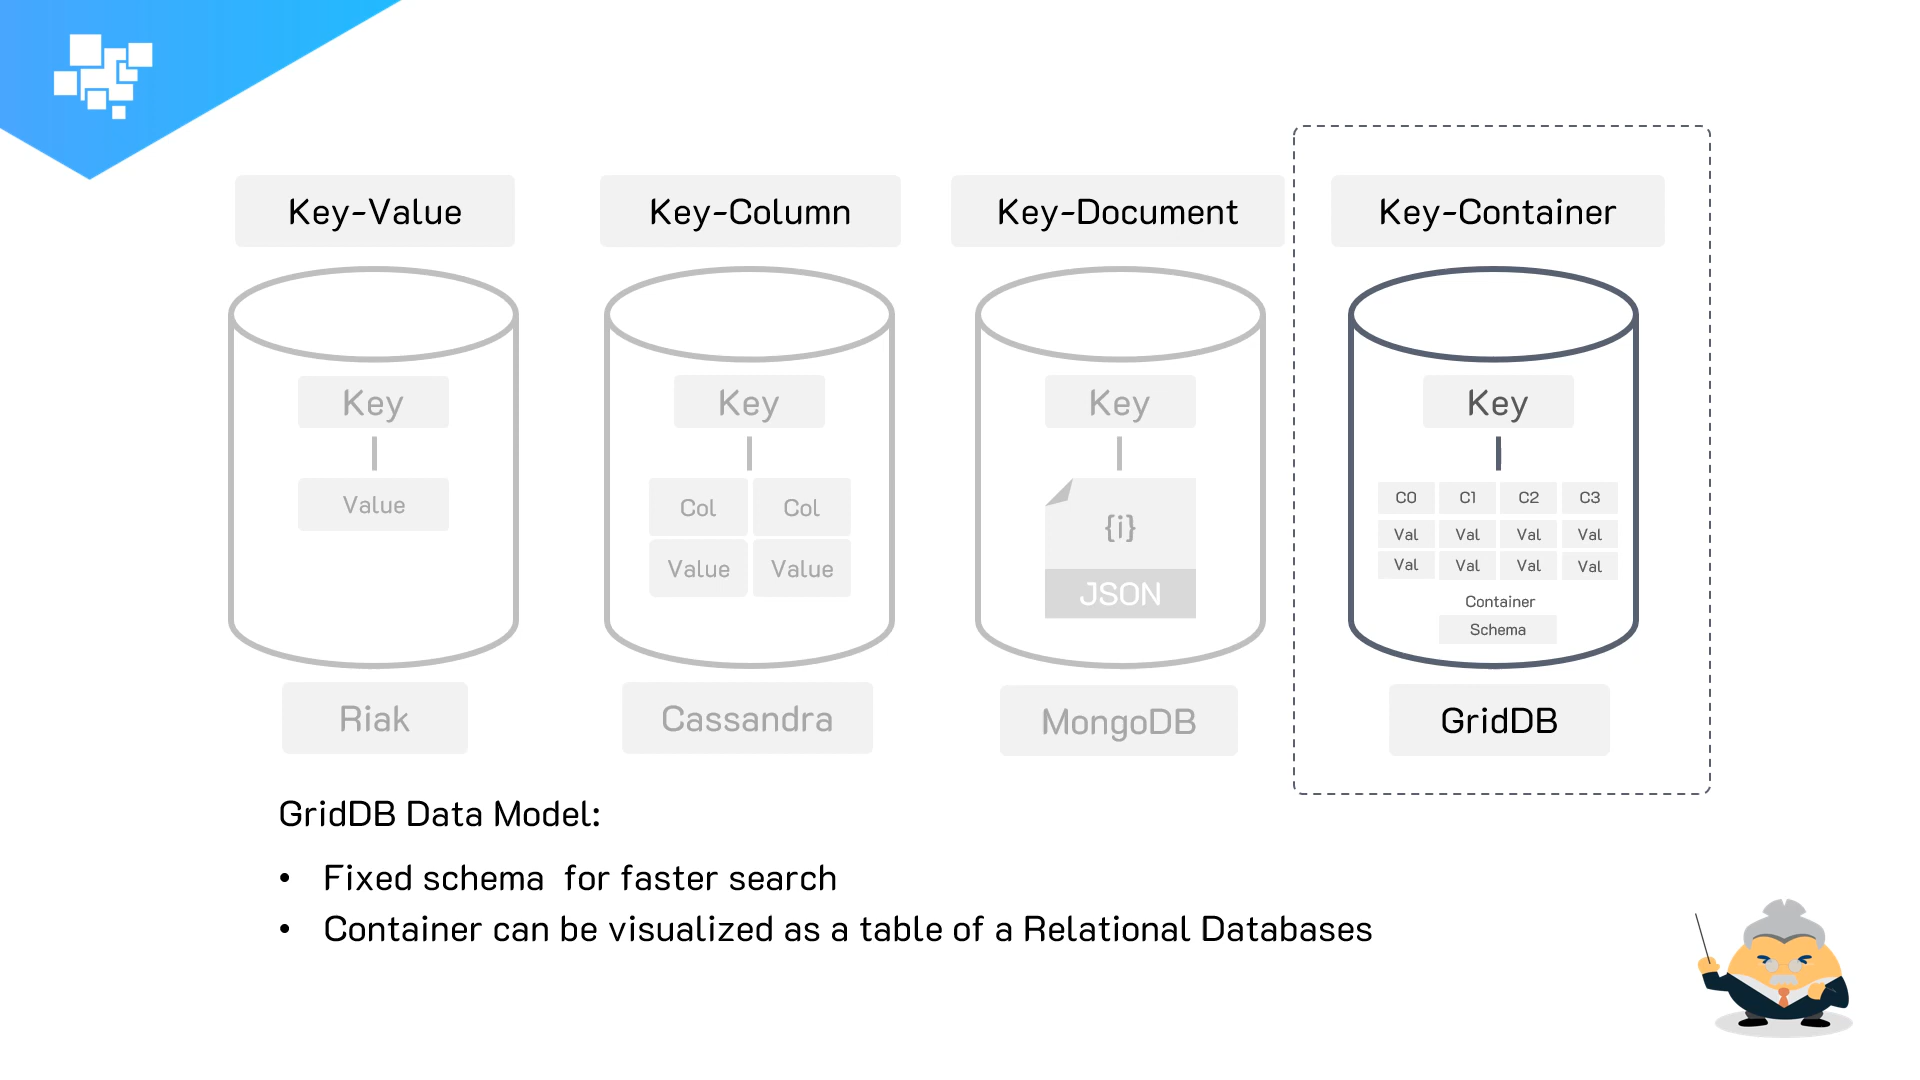 Key-Value
Key-Column
Key-Document
Key-Container
Key
Key
Key
Key
Value
Col Col
Value Value
{i}
JSON
C0 C1 C2 C3
Val Val Val Val
Val Val Val Val
Container
Schema
Riak
Cassandra
MongoDB
GridDB
GridDB Data Model:
• Fixed schema  for faster search
• Container can be visualized as a table of a Relational Databases